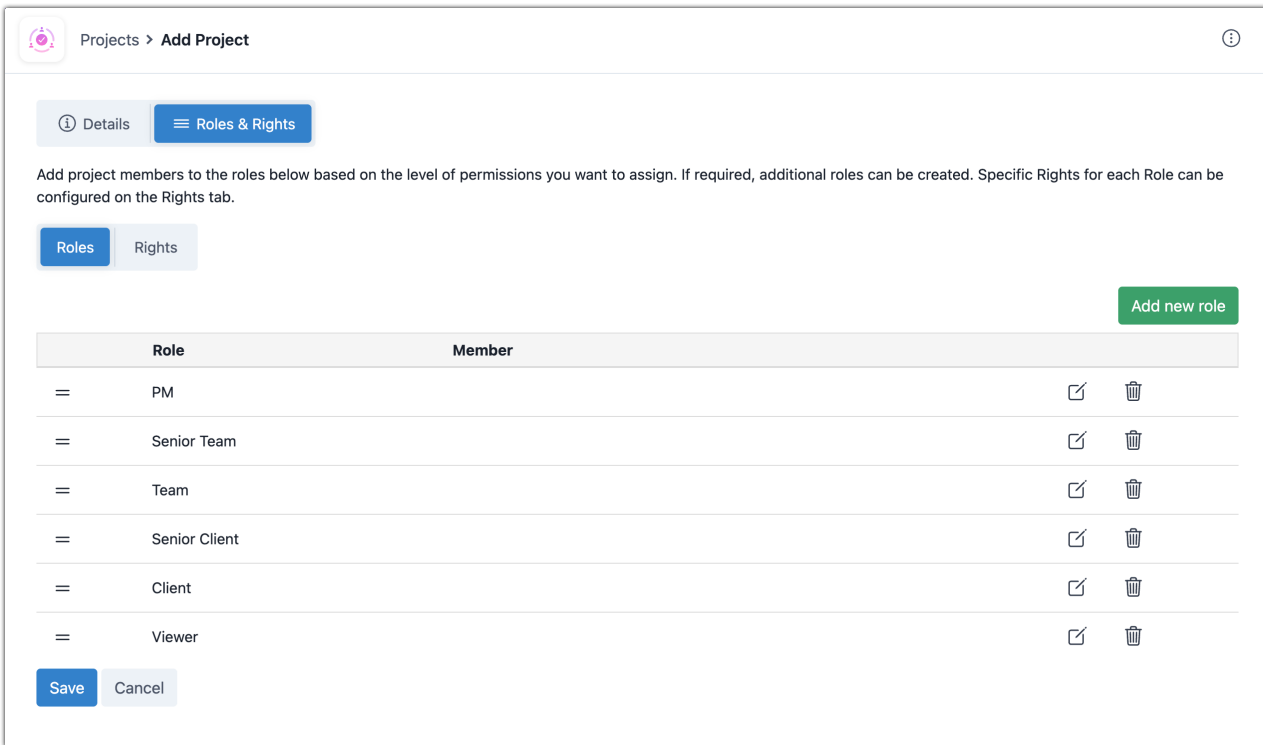 Projects > Add Project
Details
Roles & Rights
Add project members to the roles below based on the level of permissions you want to assign. If required, additional roles can be created. Specific Rights for each Role can be
configured on the Rights tab.
Roles
Rights
Add new role
Role Member
PM
Senior Team
Team
Senior Client
Client
Viewer
Save
Cancel